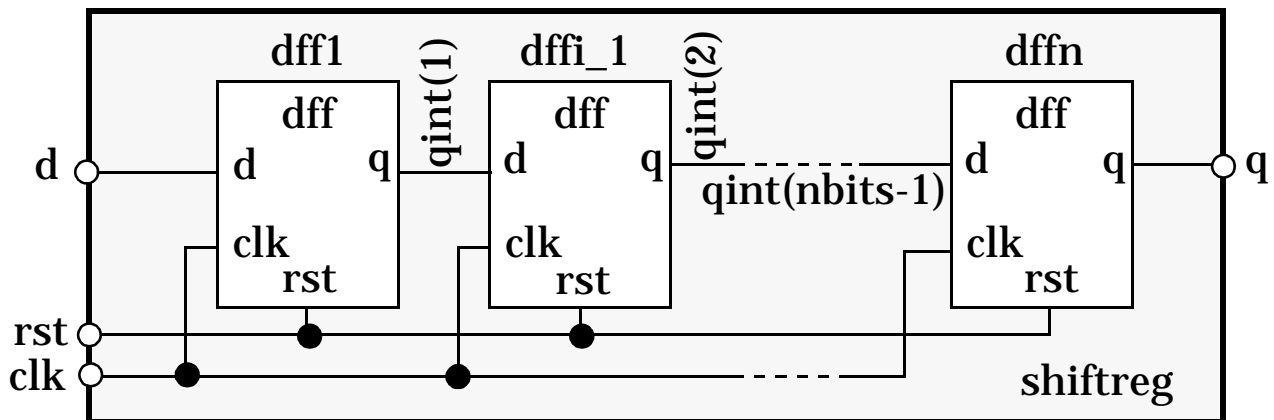 dff1
qint(1)
dffi_1
qint(2)
dffn
dff
dff
dff
d
d
q
d
q
qint(nbits-1)
d
q
q
clk
clk
clk
rst
rst
rst
rst
clk
shiftreg